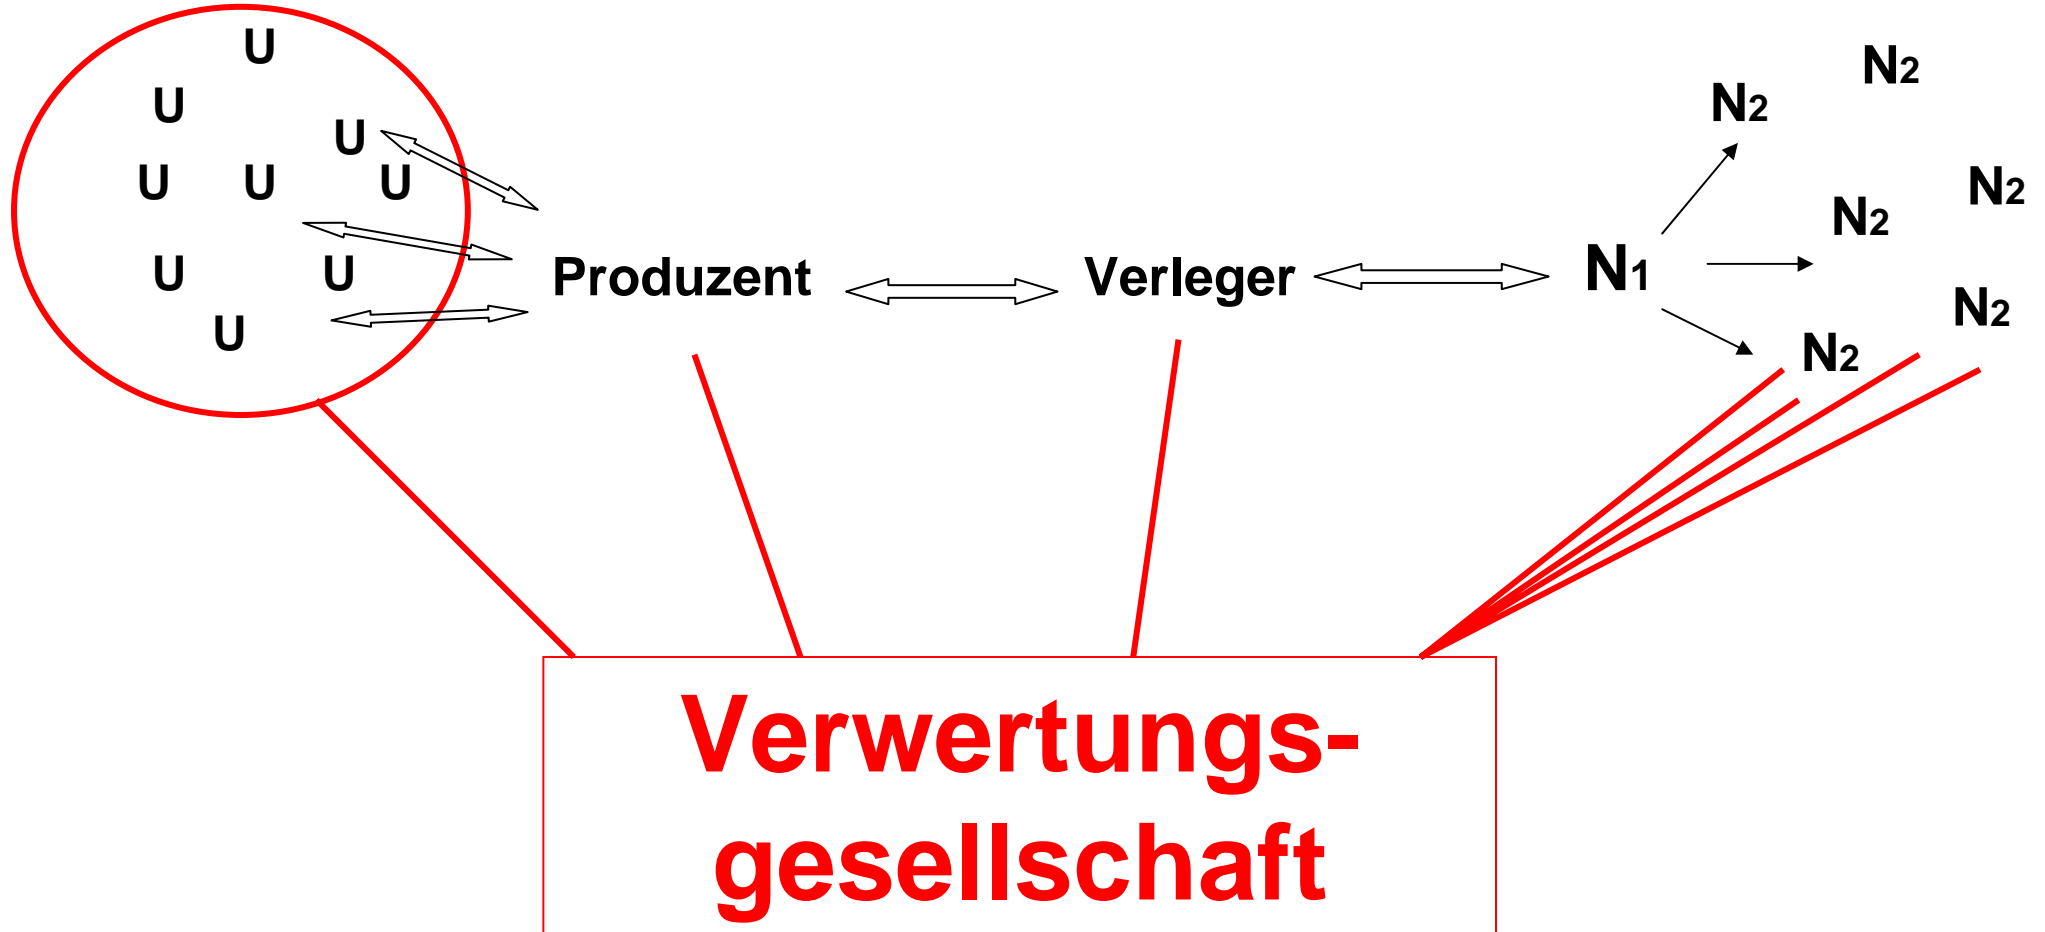 U
N2
U
N2
U
U U U
N2
N2
U
U
Produzent
Verleger
N1
N2
U
N2
Verwertungs-
gesellschaft